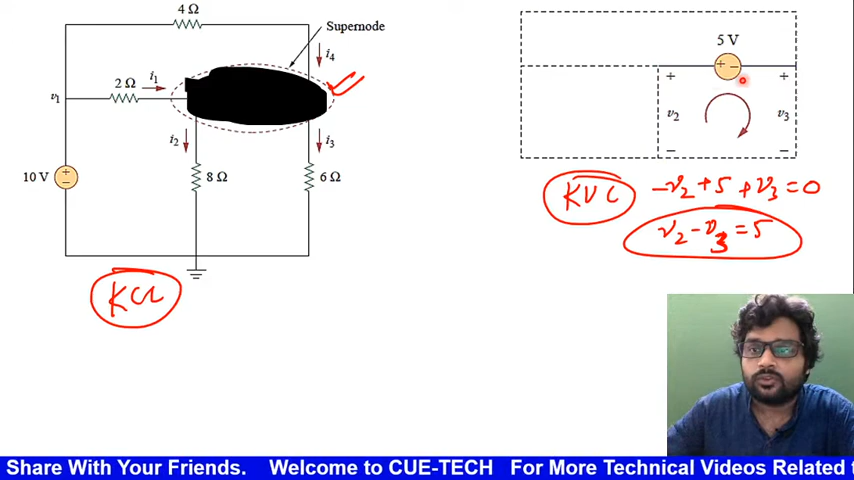 4 Ω
Supernode
i4
5 V
+ −
2 Ω
i1
v1
+
+
v2
v3
−
−
i2
i3
10 V
+
−
8 Ω
6 Ω
KVL
-v2 + 5 + v3 = 0
v2 - v3 = 5
KCL
Share With Your Friends. Welcome to CUE-TECH For More Technical Videos Related t